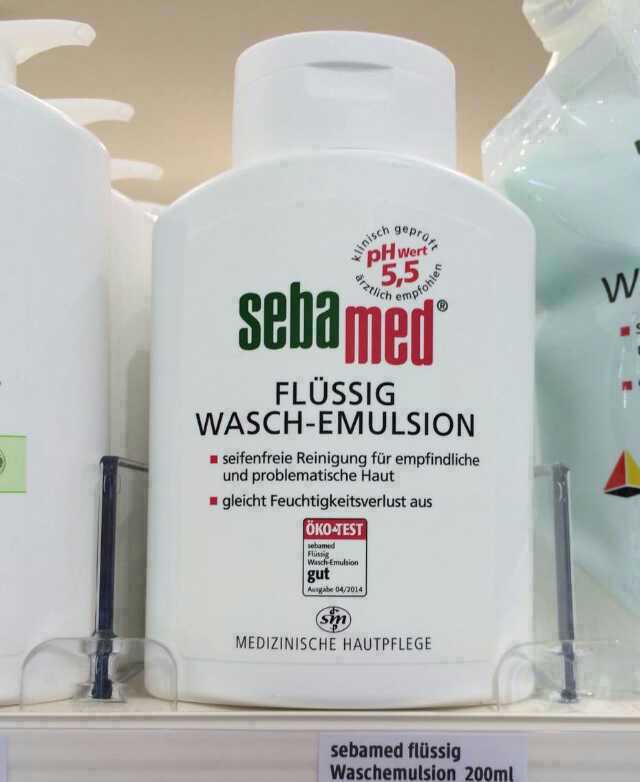 klinisch geprüft
pH Wert
5,5
ärztlich empfohlen
sebamed®
FLÜSSIG
WASCH-EMULSION
seifenfreie Reinigung für empfindliche
und problematische Haut
gleicht Feuchtigkeitsverlust aus
ÖKO-TEST
sebamed
Flüssig
Wasch-Emulsion
gut
Ausgabe 04/2014
sm
MEDIZINISCHE HAUTPFLEGE
sebamed flüssig
Waschemulsion 200ml